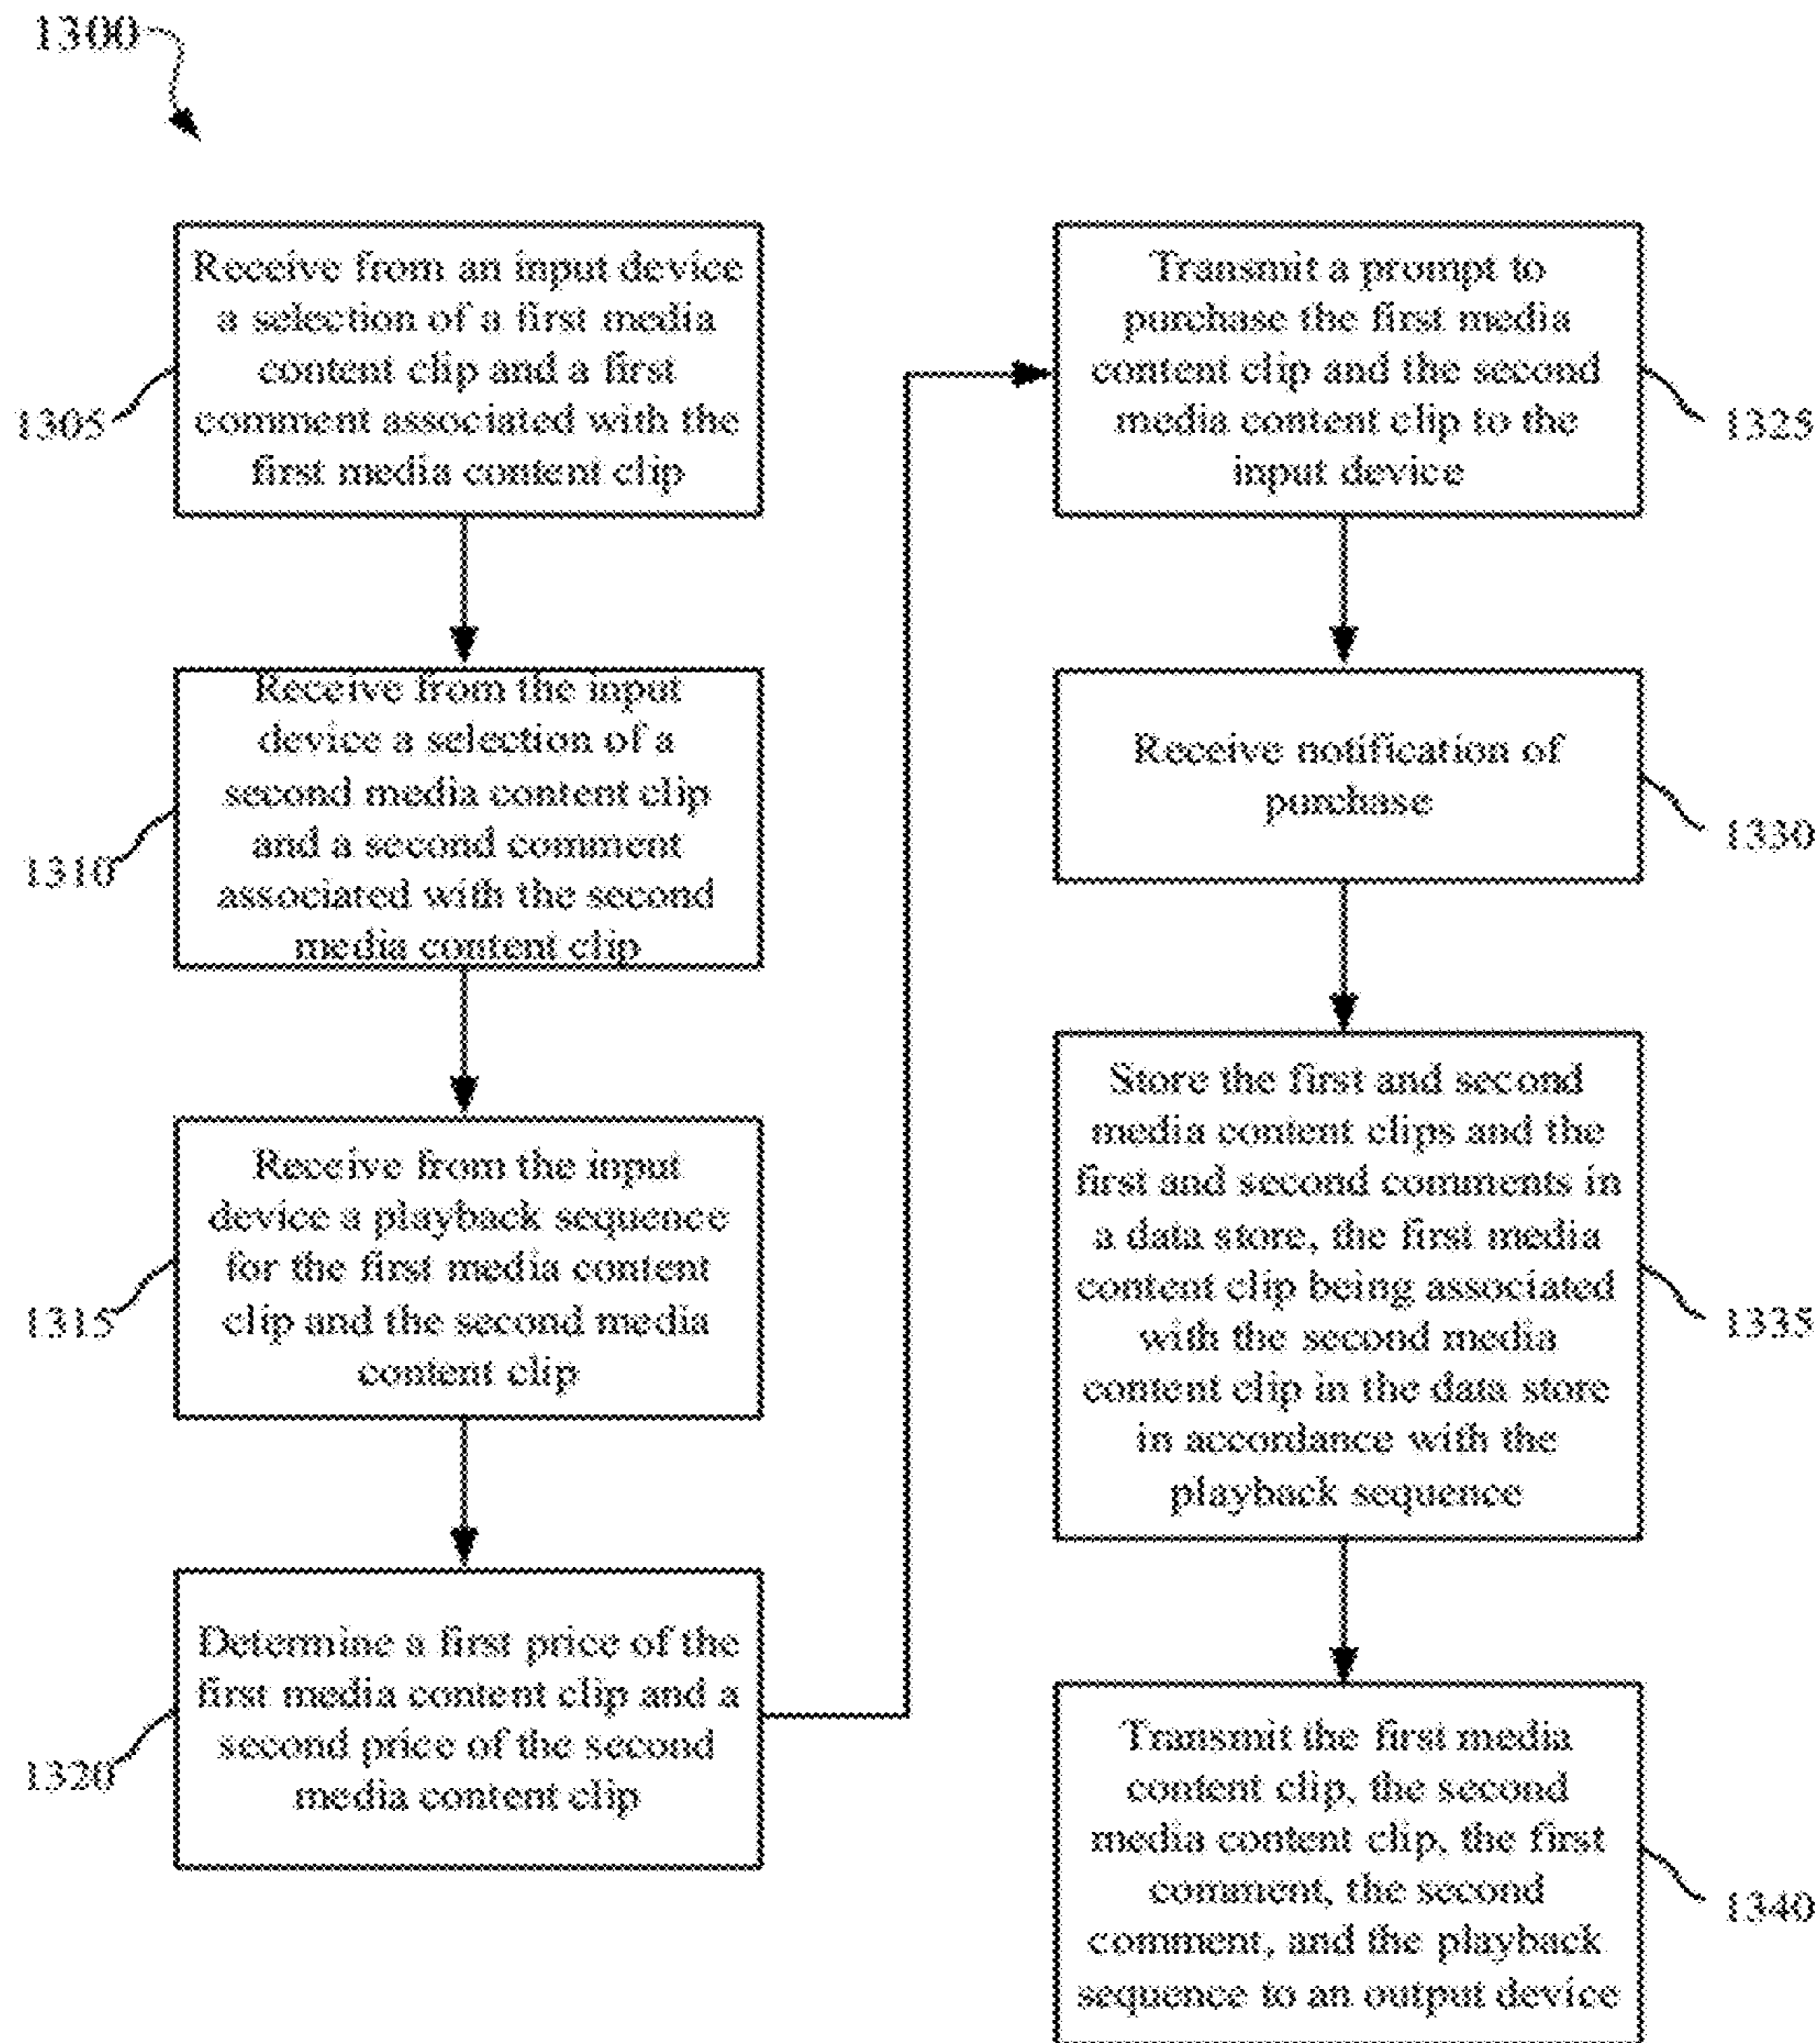 1300
Receive from an input device
a selection of a first media
content clip and a first
comment associated with the
first media content clip
1305
Receive from the input
device a selection of a
second media content clip
and a second comment
associated with the second
media content clip
1310
Receive from the input
device a playback sequence
for the first media content
clip and the second media
content clip
1315
Determine a first price of the
first media content clip and a
second price of the second
media content clip
1320
Transmit a prompt to
purchase the first media
content clip and the second
media content clip to the
input device
1325
Receive notification of
purchase
1330
Store the first and second
media content clips and the
first and second comments in
a data store, the first media
content clip being associated
with the second media
content clip in the data store
in accordance with the
playback sequence
1335
Transmit the first media
content clip, the second
media content clip, the first
comment, the second
comment, and the playback
sequence to an output device
1340